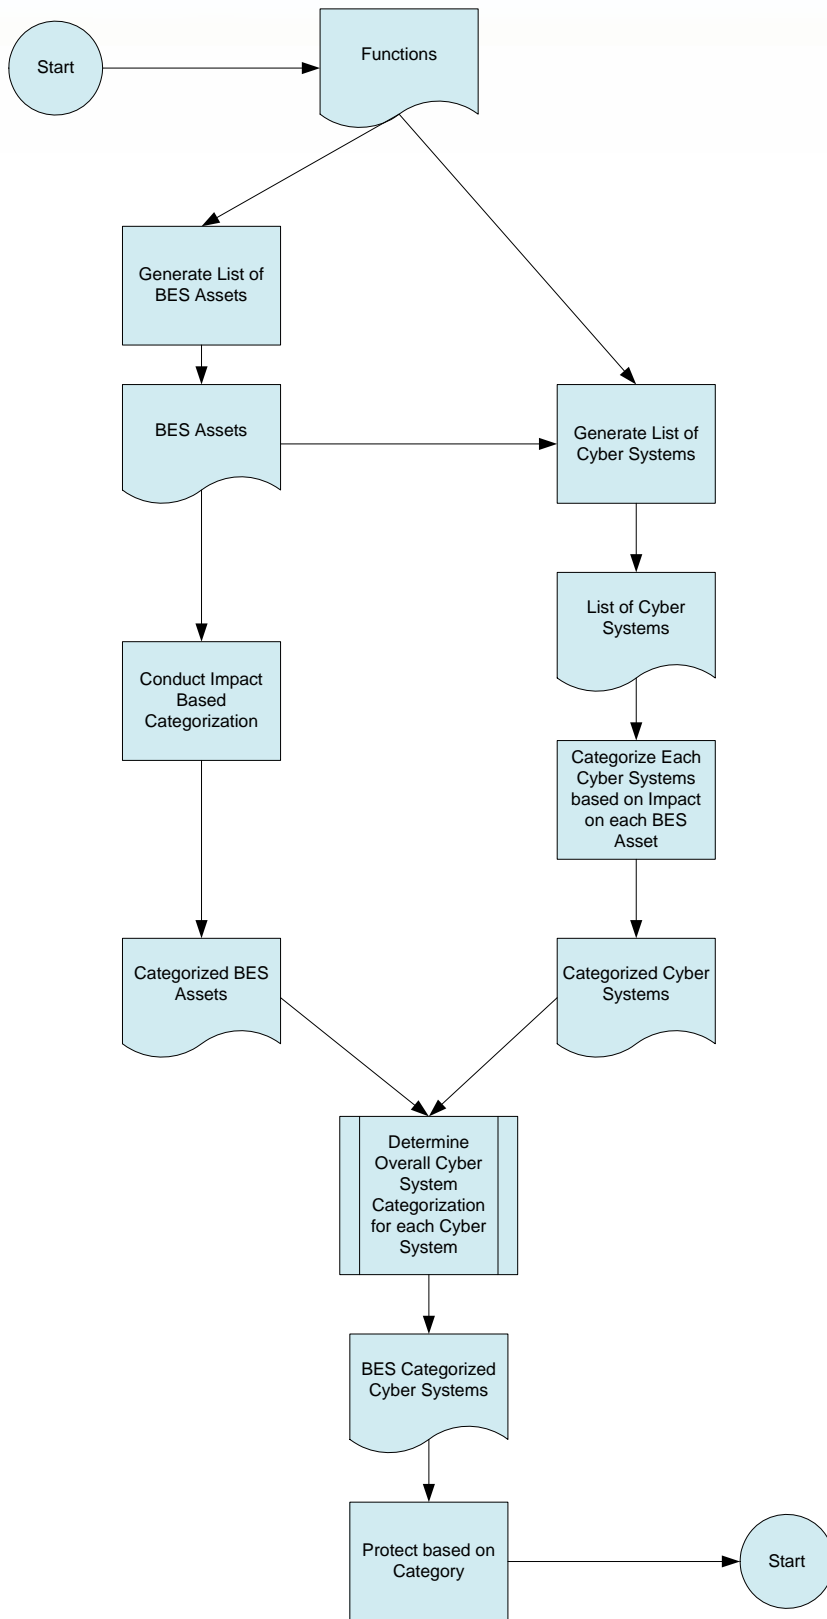 Start
Functions
Generate List of
BES Assets
BES Assets
Generate List of
Cyber Systems
List of Cyber
Systems
Conduct Impact
Based
Categorization
Categorize Each
Cyber Systems
based on Impact
on each BES
Asset
Categorized BES
Assets
Categorized Cyber
Systems
Determine
Overall Cyber
System
Categorization
for each Cyber
System
BES Categorized
Cyber Systems
Protect based on
Category
Start